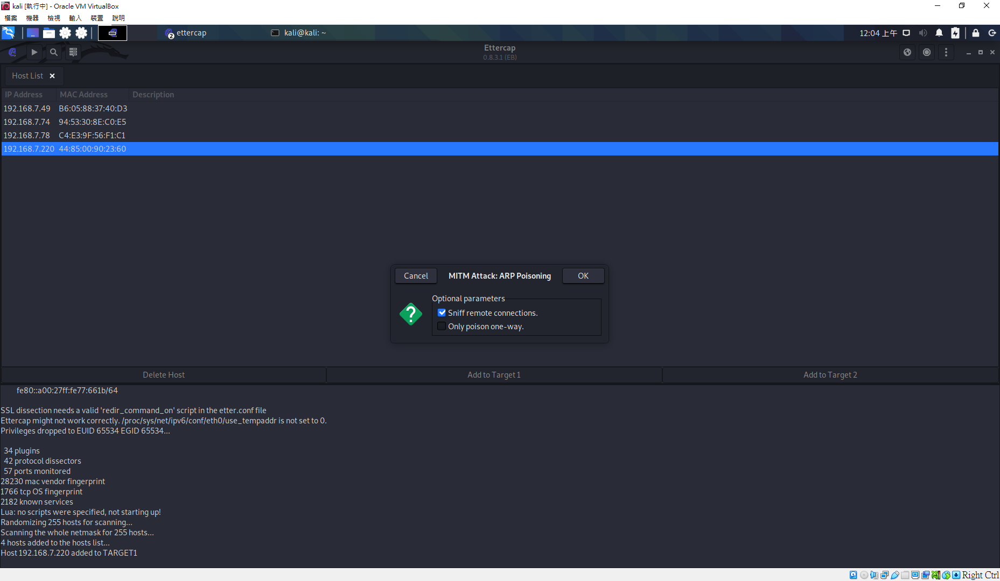 kali [執行中] - Oracle VM VirtualBox
檔案 機器 檢視 輸入 裝置 說明
2 ettercap kali@kali: ~ 12:04 上午
Ettercap
0.8.3.1 (EB)
Host List
IP Address MAC Address Description
192.168.7.49 B6:05:88:37:40:D3
192.168.7.74 94:53:30:8E:C0:E5
192.168.7.78 C4:E3:9F:56:F1:C1
192.168.7.220 44:85:00:90:23:60
Cancel MITM Attack: ARP Poisoning OK
Optional parameters
Sniff remote connections.
Only poison one-way.
Delete Host Add to Target 1 Add to Target 2
fe80::a00:27ff:fe77:661b/64
SSL dissection needs a valid 'redir_command_on' script in the etter.conf file
Ettercap might not work correctly. /proc/sys/net/ipv6/conf/eth0/use_tempaddr is not set to 0.
Privileges dropped to EUID 65534 EGID 65534...
34 plugins
42 protocol dissectors
57 ports monitored
28230 mac vendor fingerprint
1766 tcp OS fingerprint
2182 known services
Lua: no scripts were specified, not starting up!
Randomizing 255 hosts for scanning...
Scanning the whole netmask for 255 hosts...
4 hosts added to the hosts list...
Host 192.168.7.220 added to TARGET1
Right Ctrl